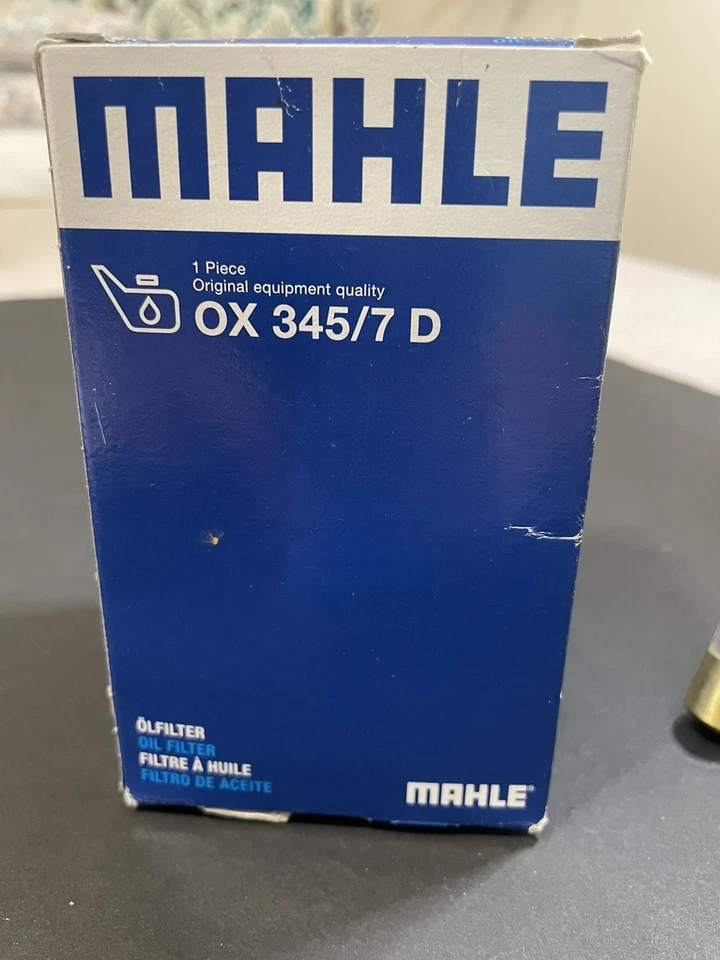 MAHLE
1 Piece
Original equipment quality
OX 345/7 D
ÖLFILTER
OIL FILTER
FILTRE À HUILE
FILTRO DE ACEITE
MAHLE®